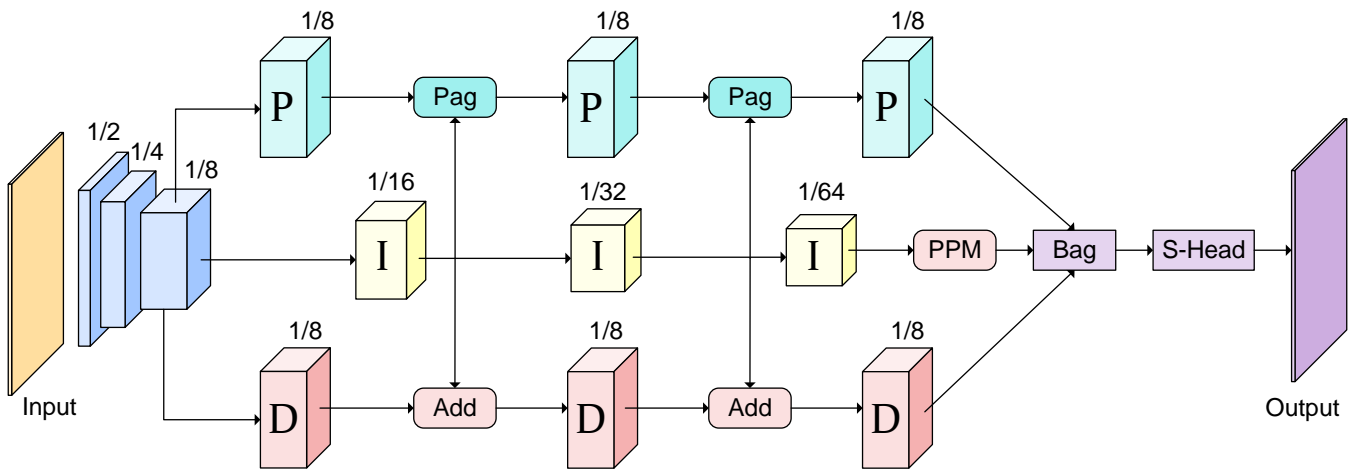 1/8
1/8
1/8
P
Pag
P
Pag
P
1/2
1/4
1/8
1/16
1/32
1/64
I
I
I
PPM
Bag
S-Head
1/8
1/8
1/8
D
Add
D
Add
D
Input
Output